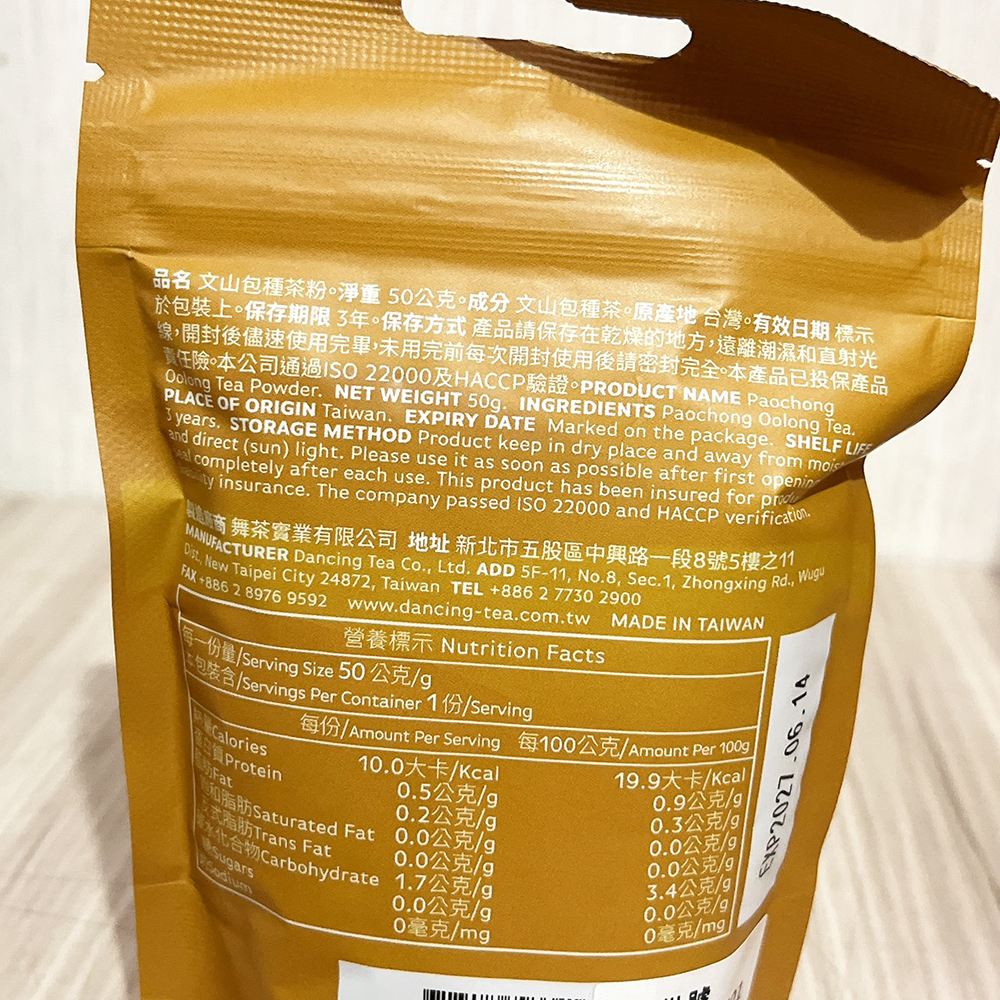 品名 文山包種茶粉。淨重 50公克。成分 文山包種茶。原產地 台灣。有效日期 標示
於包裝上。保存期限 3年。保存方式 產品請保存在乾燥的地方，遠離潮濕和直射光
線，開封後儘速使用完畢，未用完前每次開封使用後請密封完全。本產品已投保產品
責任險。本公司通過ISO 22000及HACCP驗證。PRODUCT NAME Paochong
Oolong Tea Powder. NET WEIGHT 50g. INGREDIENTS Paochong Oolong Tea.
PLACE OF ORIGIN Taiwan. EXPIRY DATE Marked on the package. SHELF LIFE
3 years. STORAGE METHOD Product keep in dry place and away from
and direct (sun) light. Please use it as soon as possible after first
completely after each use. This product has been insured for
insurance. The company passed ISO 22000 and HACCP verification.
舞茶實業有限公司 地址 新北市五股區中興路一段8號5樓之11
MANUFACTURER Dancing Tea Co., Ltd. ADD 5F-11, No.8, Sec.1, Zhongxing Rd., Wugu
Dist, New Taipei City 24872, Taiwan TEL +886 2 7730 2900
FAX +886 2 8976 9592 www.dancing-tea.com.tw MADE IN TAIWAN
營養標示 Nutrition Facts
每一份量/Serving Size 50 公克/g
包裝含/Servings Per Container 1 份/Serving
每份/Amount Per Serving 每100公克/Amount Per 100g
Calories 10.0大卡/Kcal 19.9大卡/Kcal
Protein 0.5公克/g 0.9公克/g
Fat 0.2公克/g 0.3公克/g
脂肪Saturated Fat 0.0公克/g 0.0公克/g
脂肪Trans Fat 0.0公克/g 0.0公克/g
水化合物Carbohydrate 1.7公克/g 3.4公克/g
Sugars 0.0公克/g 0.0公克/g
Sodium 0毫克/mg 0毫克/mg
EXP2027.06.14